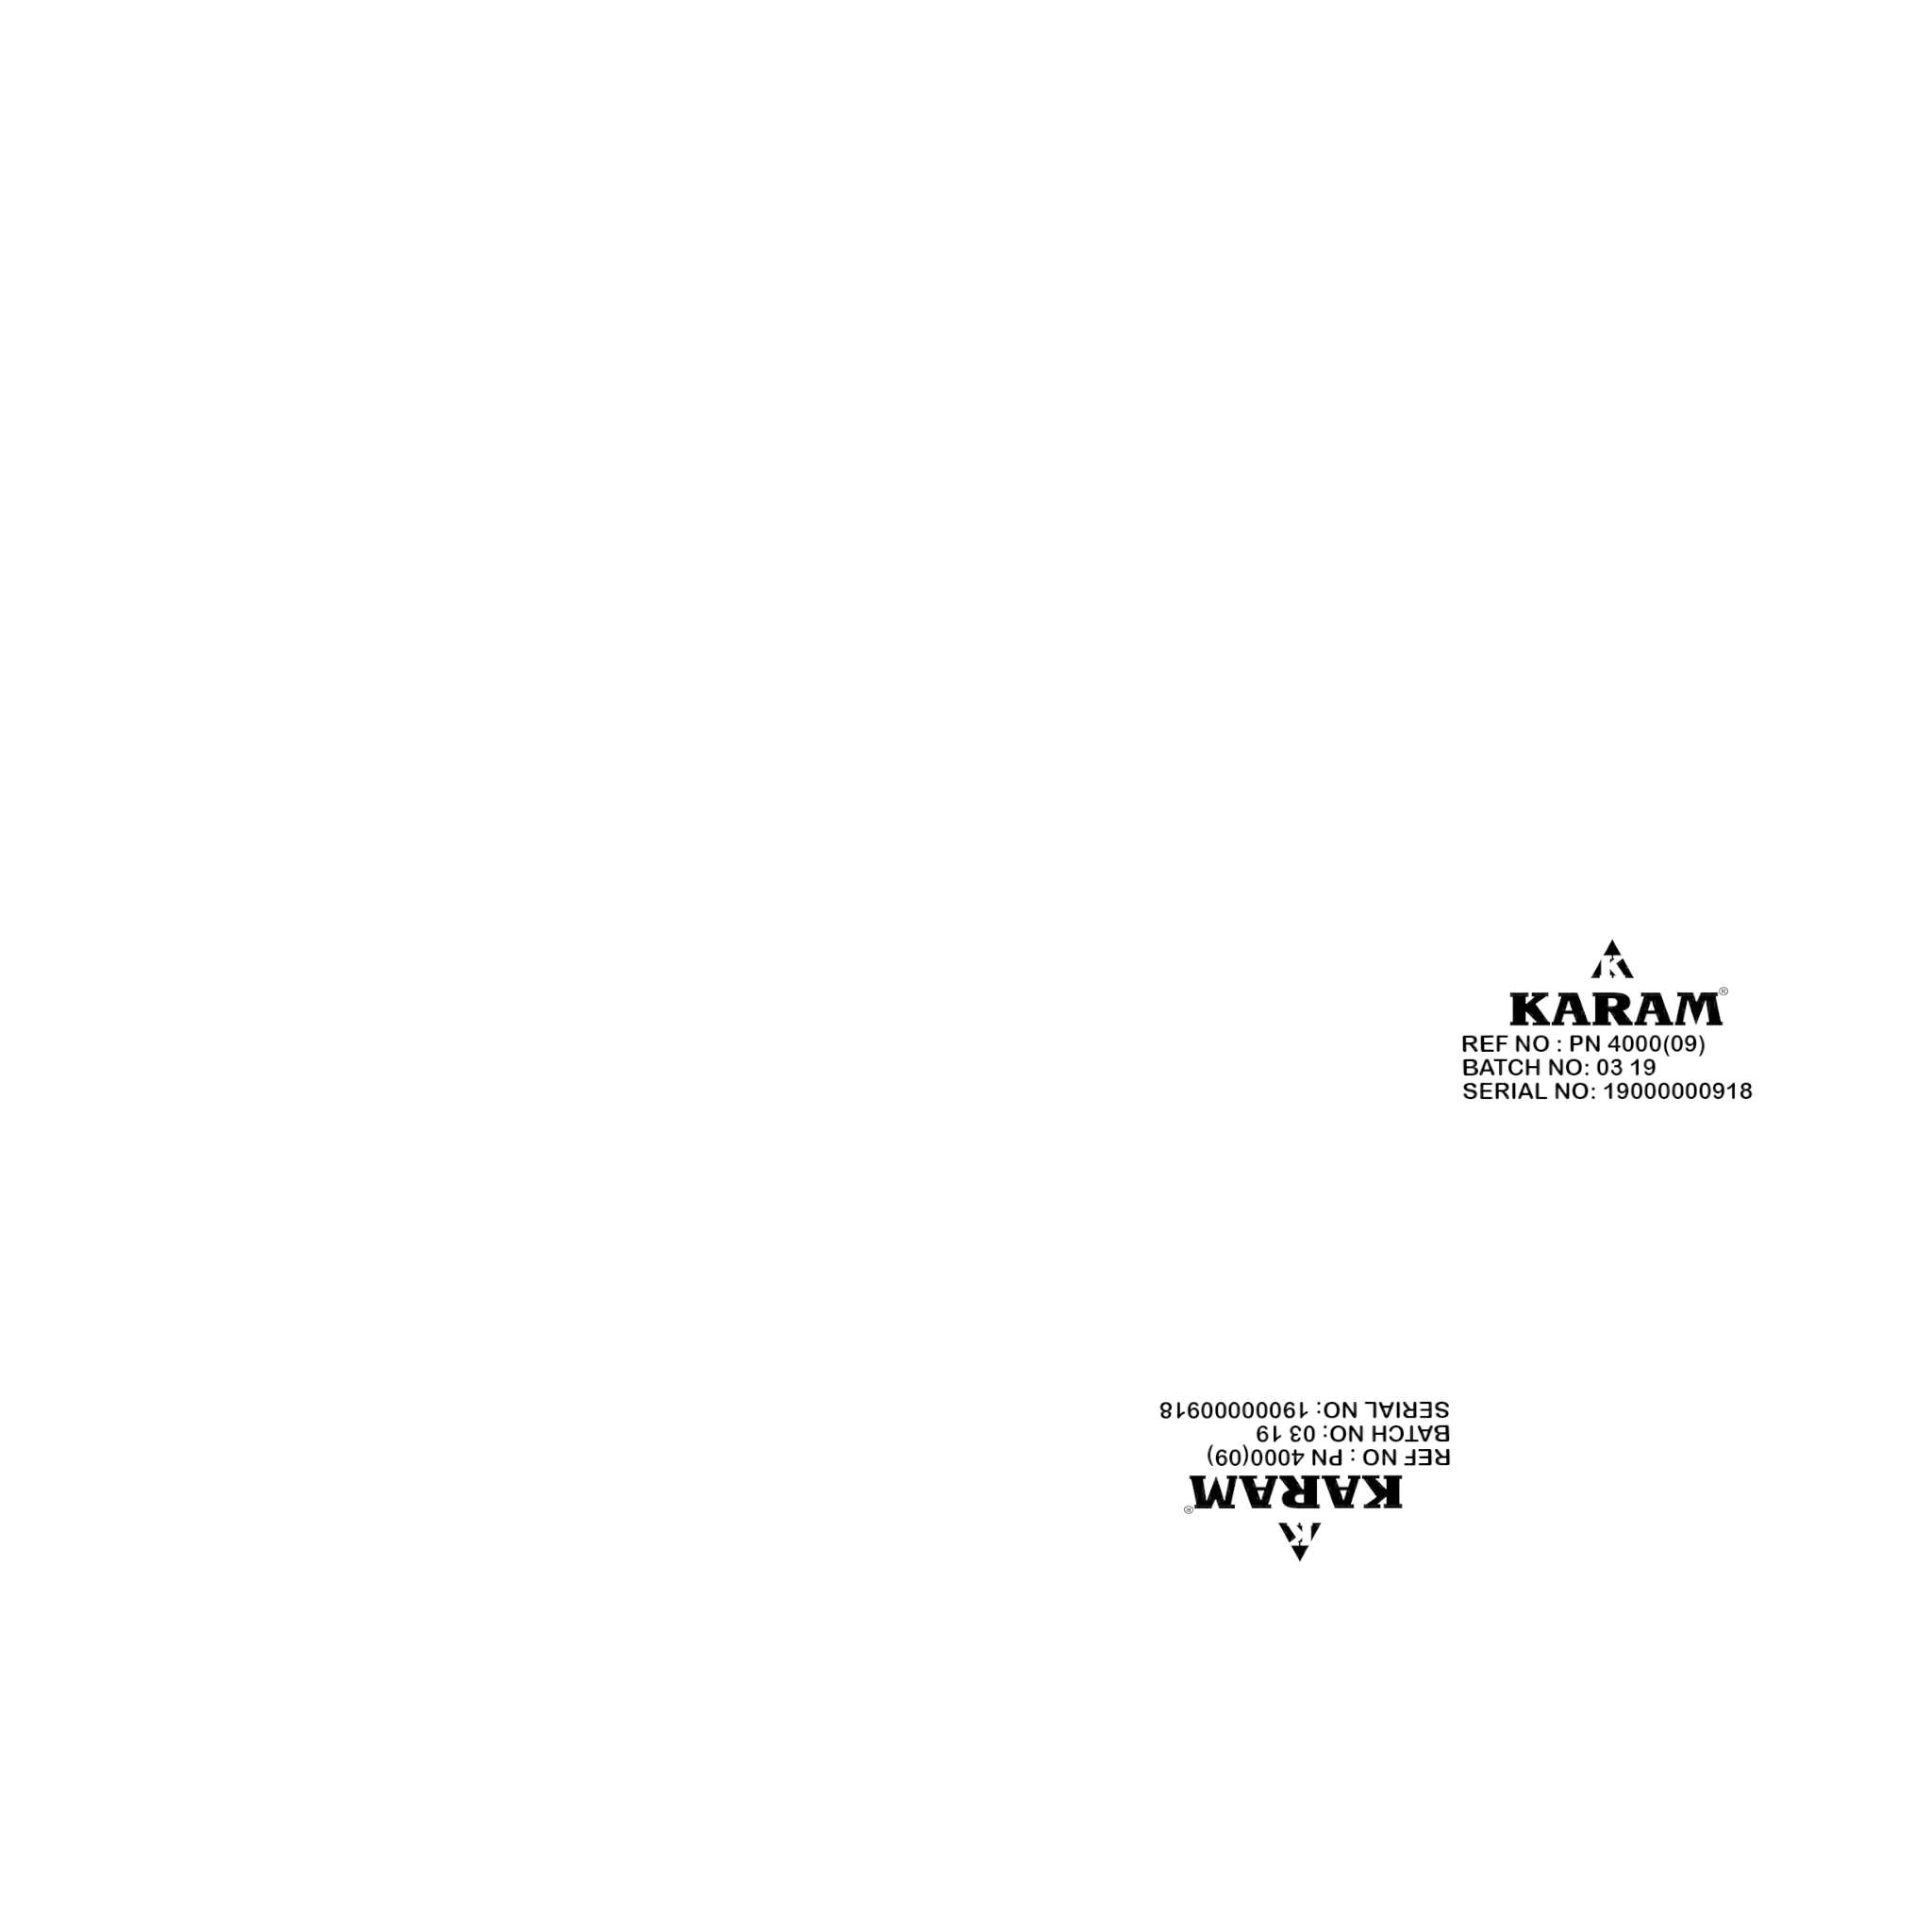 KARAM®
REF NO : PN 4000(09)
BATCH NO: 03 19
SERIAL NO: 19000000918
KARAM®
REF NO : PN 4000(09)
BATCH NO: 03 19
SERIAL NO: 19000000918